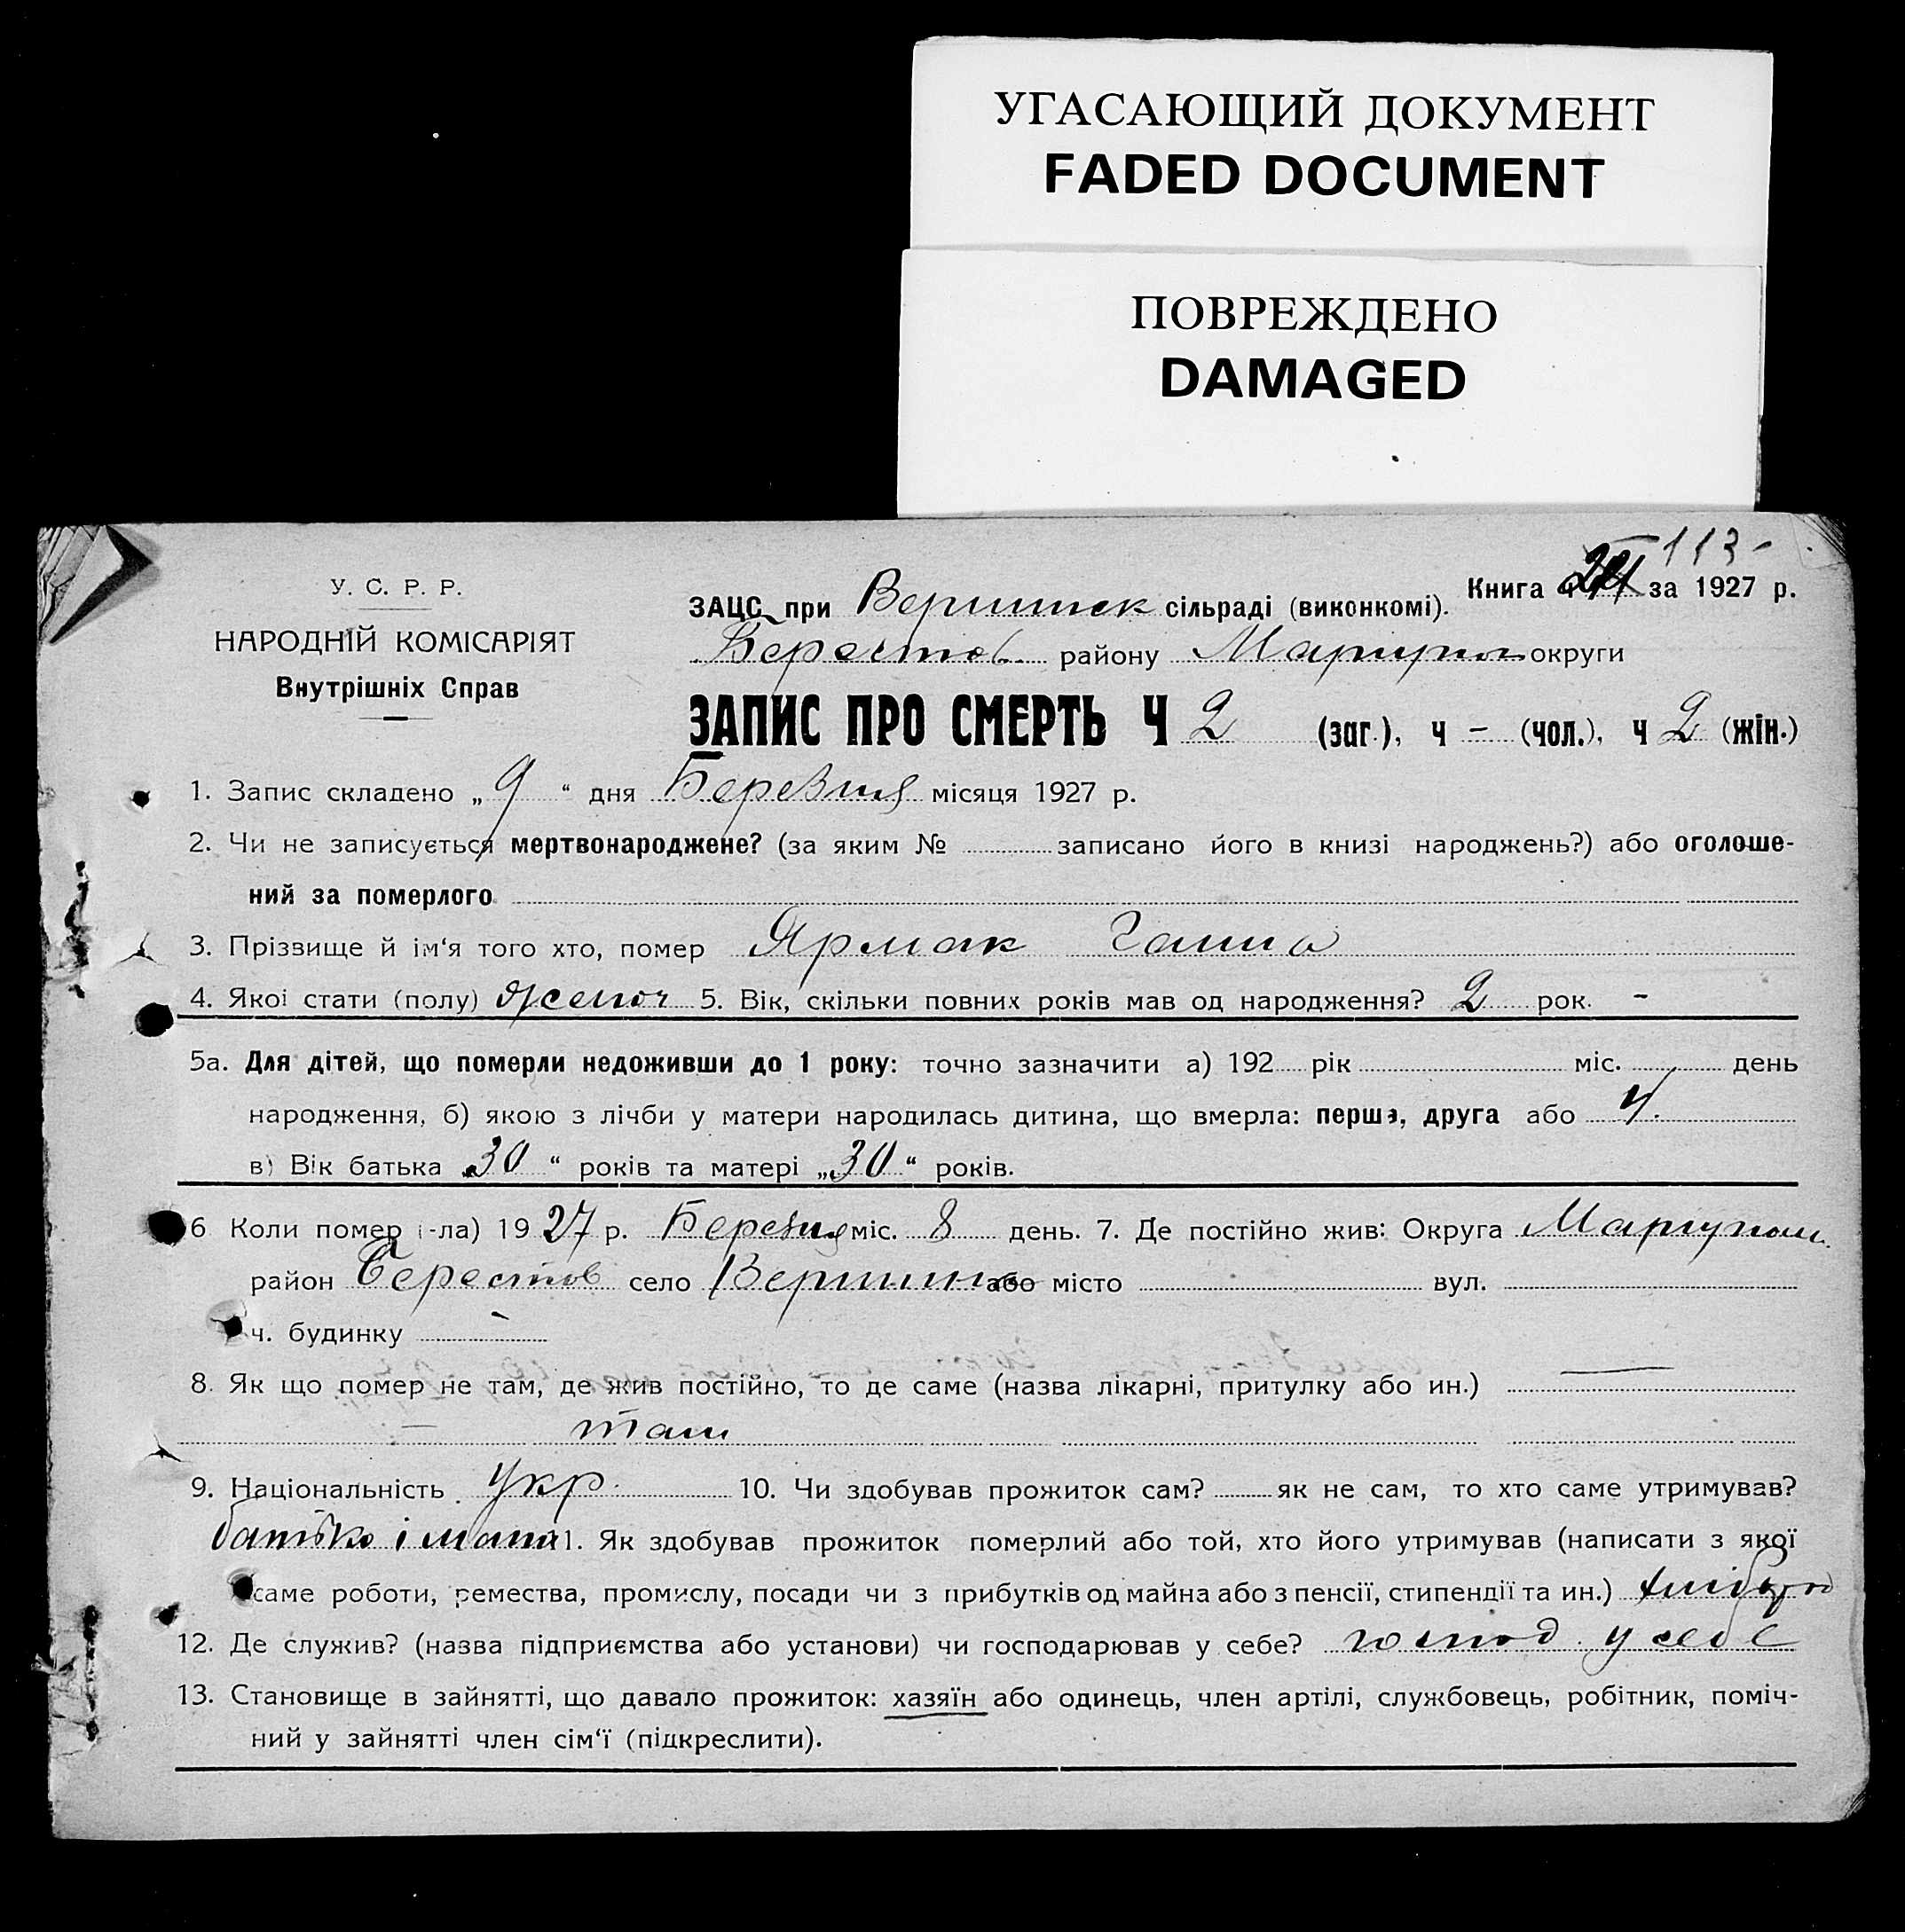 УГАСАЮЩИЙ ДОКУМЕНТ
FADED DOCUMENT
ПОВРЕЖДЕНО
DAMAGED
113-
У. С. Р. Р.
НАРОДНІЙ КОМІСАРІЯТ
Внутрішніх Справ
Книга за 1927 р.
ЗАЦС при сільраді (виконкомі).
Берестов. району Маріупол округи
ЗАПИС ПРО СМЕРТЬ Ч 2 (заг.), ч – (чол.), ч 2 (жін.)
1. Запис складено „ 9 “ дня Березня місяця 1927 р.
2. Чи не записується мертвонароджене? (за яким № записано його в книзі народжень?) або оголоше-
ний за померлого
3. Прізвище й ім‘я того хто, помер Ярмак Ганна
4. Якої стати (полу) жіноч 5. Вік, скільки повних років мав од народження? 2 рок. –
5а. Для дітей, що померли недоживши до 1 року: точно зазначити а) 192 рік міс. день
народження, б) якою з лічби у матери народилась дитина, що вмерла: перша, друга або 4.
в) Вік батька „30 “ років та матері „30 “ років.
6 Коли помер (-ла) 1927 р. Березня міс. 8 день. 7. Де постійно жив: Округа Маріупол.
район Берестов село Вершин або місто вул.
ч. будинку –
8. Як що помер не там, де жив постійно, то де саме (назва лікарні, притулку або ин.) —
— там
9. Національність Укр. 10. Чи здобував прожиток сам? як не сам, то хто саме утримував?
батько і мати 11. Як здобував прожиток померлий або той, хто його утримував (написати з якої
саме роботи, ремества, промислу, посади чи з прибутків од майна або з пенсії, стипендії та ин.) хлібороб
12. Де служив? (назва підприємства або установи) чи господарював у себе? господ. у себе
13. Становище в зайнятті, що давало прожиток: хазяїн або одинець, член артілі, службовець, робітник, поміч-
ний у зайнятті член сім‘ї (підкреслити).